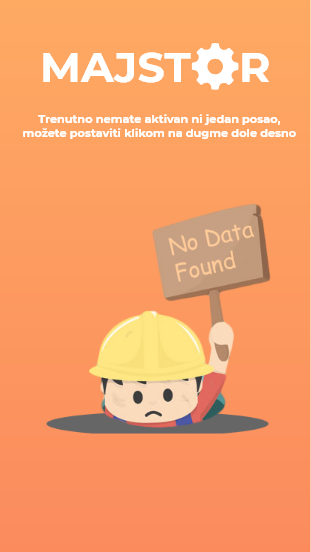 MAJSTOR
Trenutno nemate aktivan ni jedan posao,
možete postaviti klikom na dugme dole desno
No Data
Found